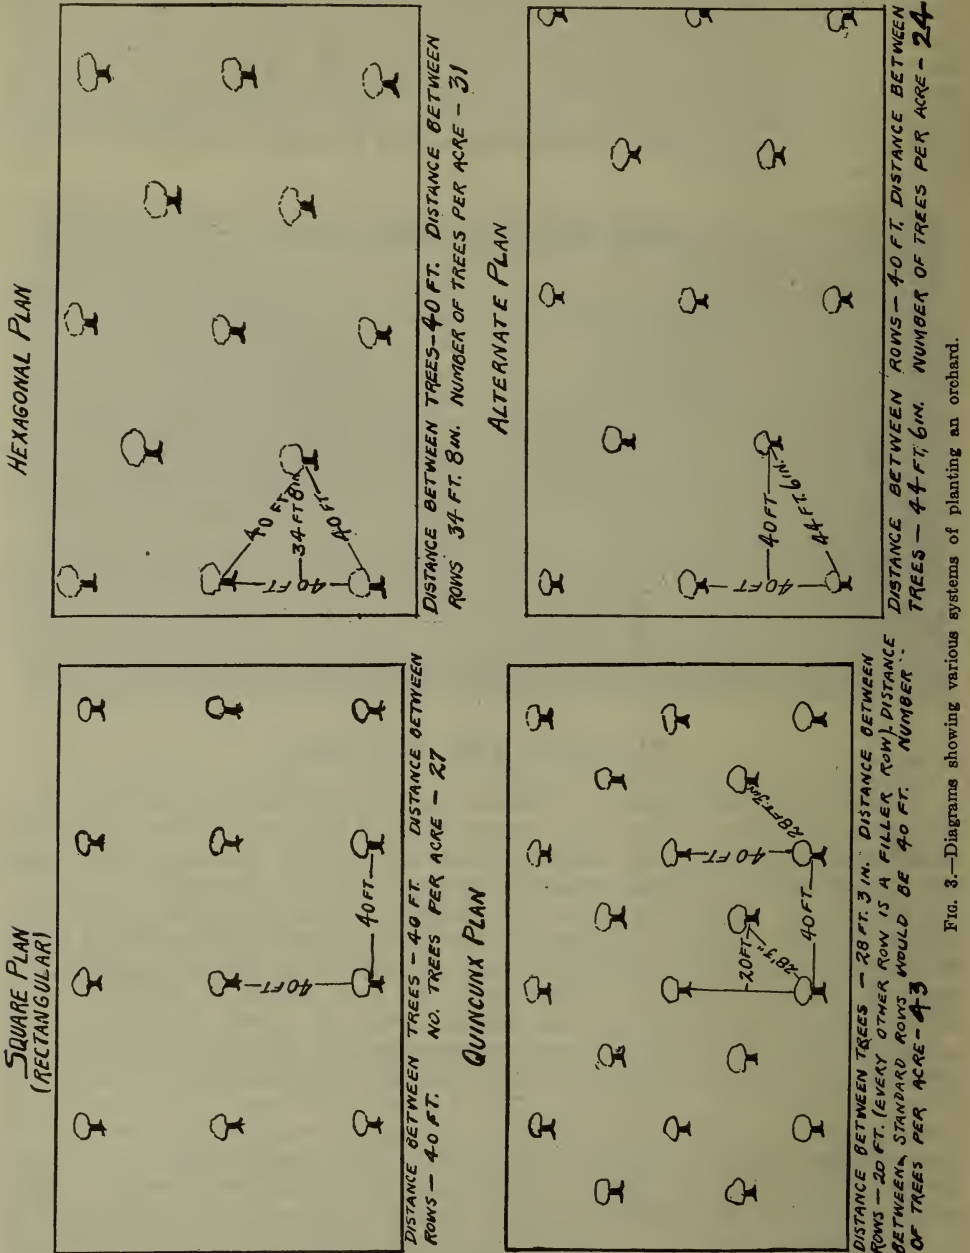 SQUARE PLAN
(RECTANGULAR)
40 FT
40 FT
DISTANCE BETWEEN TREES - 40 FT. DISTANCE BETWEEN
ROWS - 40 FT. NO. TREES PER ACRE - 27
HEXAGONAL PLAN
40 FT
34 FT 8 IN.
40 FT
40 FT
DISTANCE BETWEEN TREES - 40 FT. DISTANCE BETWEEN
ROWS 34 FT. 8 IN. NUMBER OF TREES PER ACRE - 31
QUINCUNX PLAN
20 FT
28'3"
40 FT
40 FT
28 FT. 3 IN
DISTANCE BETWEEN TREES - 28 FT. 3 IN. DISTANCE BETWEEN
ROWS - 20 FT. (EVERY OTHER ROW IS A FILLER ROW). DISTANCE
BETWEEN STANDARD ROWS WOULD BE 40 FT. NUMBER
OF TREES PER ACRE - 43
ALTERNATE PLAN
40 FT
40 FT
44 FT. 6 IN.
DISTANCE BETWEEN ROWS - 40 FT. DISTANCE BETWEEN
TREES - 44 FT, 6 IN. NUMBER OF TREES PER ACRE - 24
FIG. 3.—Diagrams showing various systems of planting an orchard.